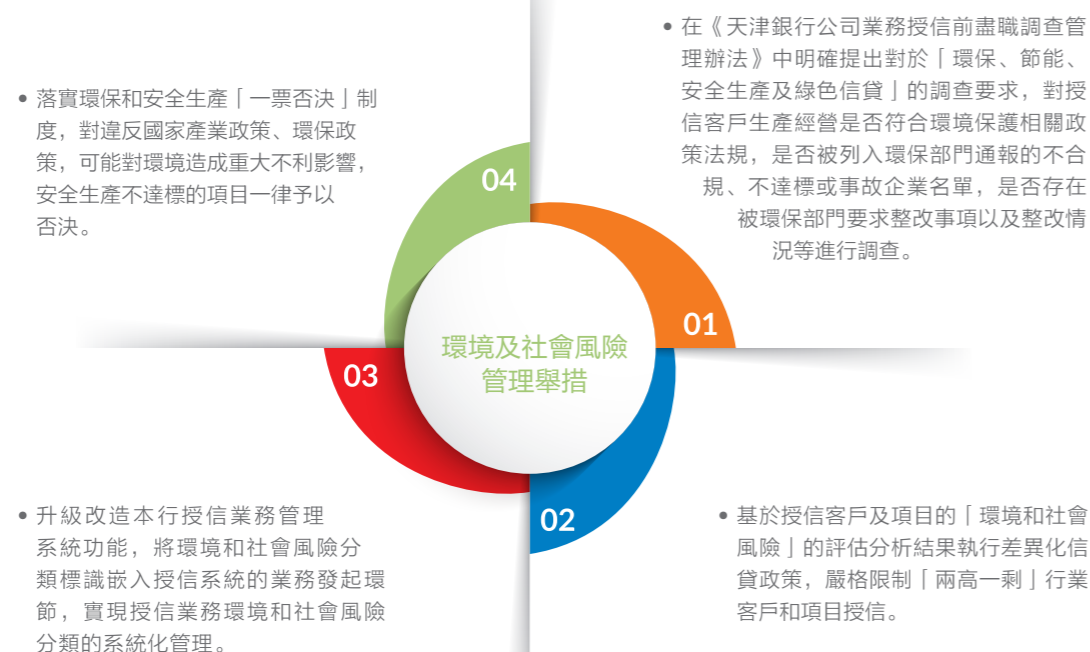 • 在《天津銀行公司業務授信前盡職調查管
理辦法》中明確提出對於「環保、節能、
安全生產及綠色信貸」的調查要求，對授
信客戶生產經營是否符合環境保護相關政
策法規，是否被列入環保部門通報的不合
規、不達標或事故企業名單，是否存在
被環保部門要求整改事項以及整改情
況等進行調查。
01
• 基於授信客戶及項目的「環境和社會
風險」的評估分析結果執行差異化信
貸政策，嚴格限制「兩高一剩」行業
客戶和項目授信。
02
• 升級改造本行授信業務管理
系統功能，將環境和社會風險分
類標識嵌入授信系統的業務發起環
節，實現授信業務環境和社會風險
分類的系統化管理。
03
• 落實環保和安全生產「一票否決」制
度，對違反國家產業政策、環保政
策，可能對環境造成重大不利影響，
安全生產不達標的項目一律予以
否決。
04
環境及社會風險
管理舉措